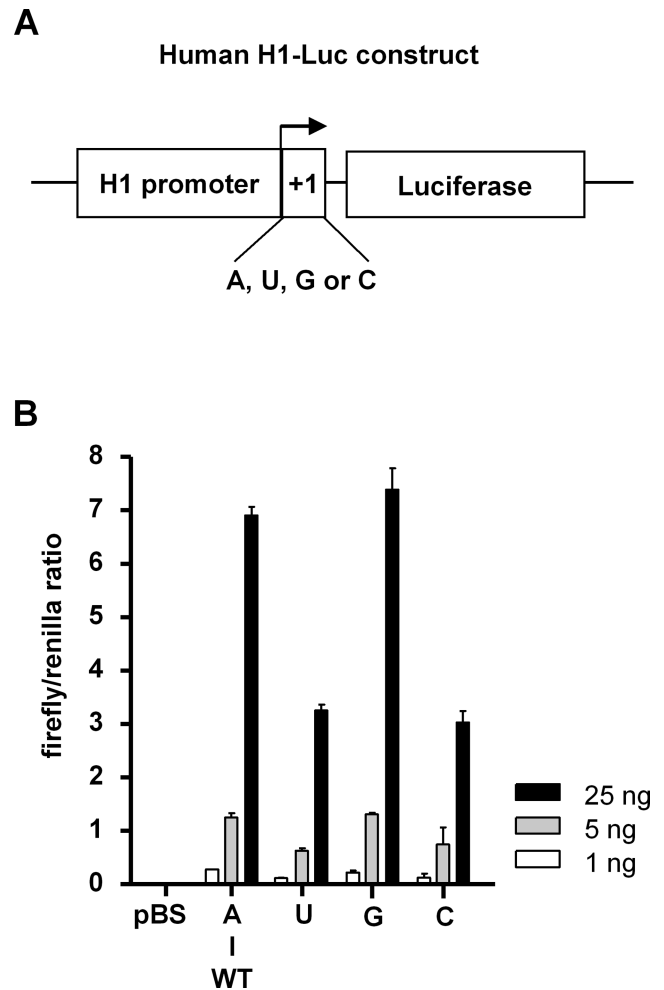 A
Human H1-Luc construct
H1 promoter +1 Luciferase
A, U, G or C
B
firefly/renilla ratio
8
7
6
5
4
3
2
1
0
25 ng
5 ng
1 ng
pBS A U G C
I
WT